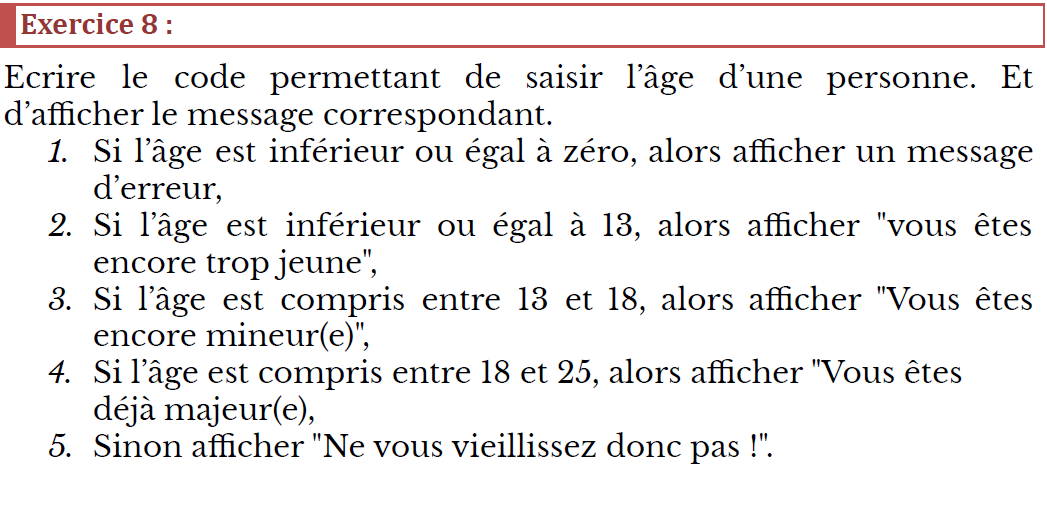 Exercice 8 :
Ecrire le code permettant de saisir l’âge d’une personne. Et
d’afficher le message correspondant.
1. Si l’âge est inférieur ou égal à zéro, alors afficher un message
d’erreur,
2. Si l’âge est inférieur ou égal à 13, alors afficher "vous êtes
encore trop jeune",
3. Si l’âge est compris entre 13 et 18, alors afficher "Vous êtes
encore mineur(e)",
4. Si l’âge est compris entre 18 et 25, alors afficher "Vous êtes
déjà majeur(e),
5. Sinon afficher "Ne vous vieillissez donc pas !".